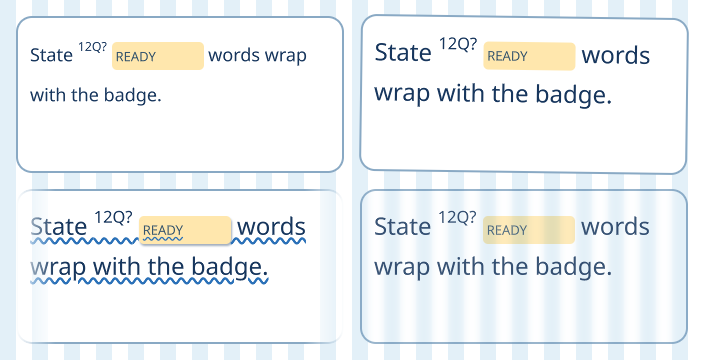 State 12Q? READY words wrap
with the badge.
State 12Q? READY words
wrap with the badge.
State 12Q? READY words
wrap with the badge.
State 12Q? READY words
wrap with the badge.